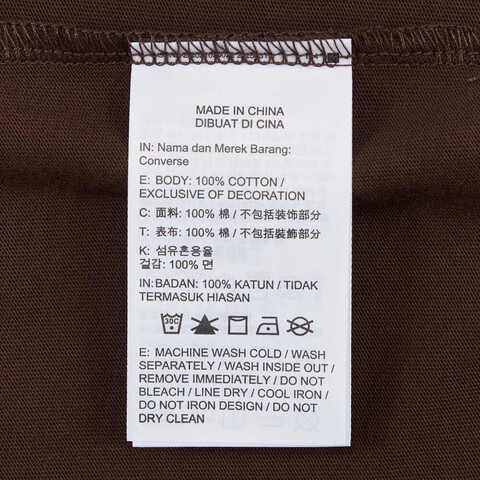 MADE IN CHINA
DIBUAT DI CINA
IN: Nama dan Merek Barang:
Converse
E: BODY: 100% COTTON /
EXCLUSIVE OF DECORATION
C: 面料: 100% 棉 / 不包括装饰部分
T: 表布: 100% 棉 / 不包括裝飾部分
K: 섬유혼용율
겉감: 100% 면
IN:BADAN: 100% KATUN / TIDAK
TERMASUK HIASAN
30C
E: MACHINE WASH COLD / WASH
SEPARATELY / WASH INSIDE OUT /
REMOVE IMMEDIATELY / DO NOT
BLEACH / LINE DRY / COOL IRON /
DO NOT IRON DESIGN / DO NOT
DRY CLEAN